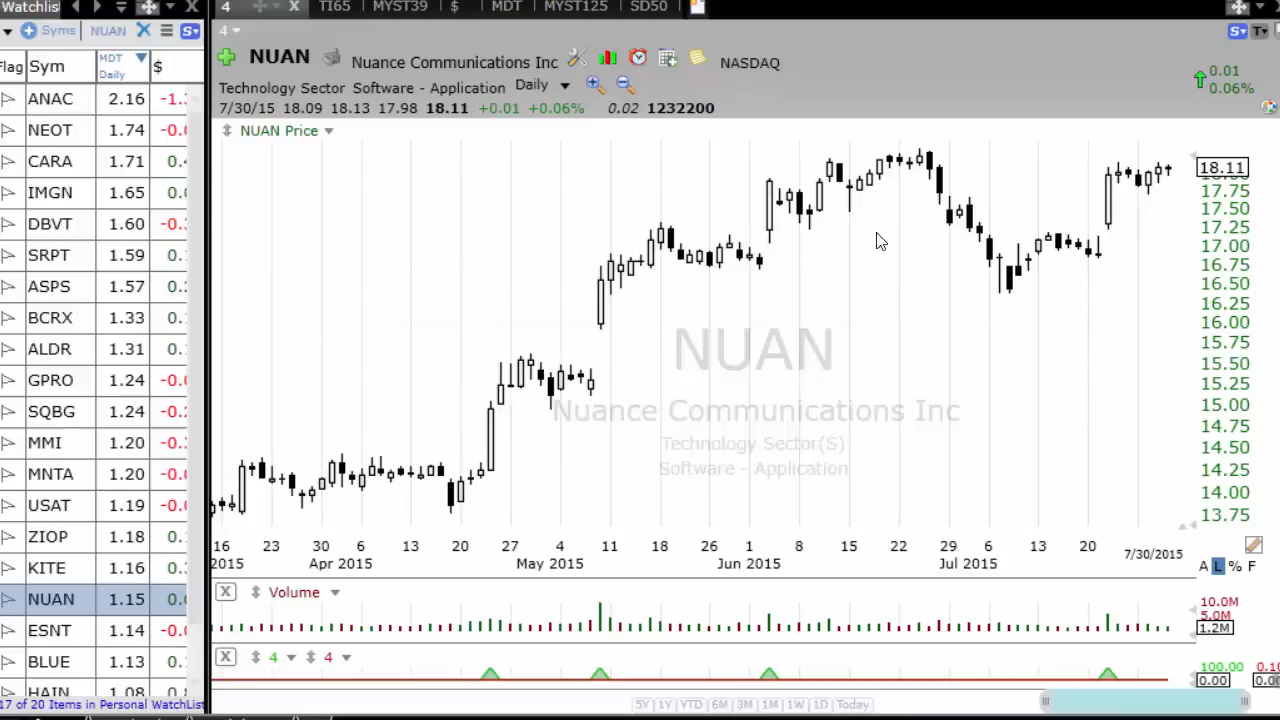 Watchlist
Syms NUAN
Flag Sym MDT Daily $
ANAC 2.16
NEOT 1.74
CARA 1.71
IMGN 1.65
DBVT 1.60
SRPT 1.59
ASPS 1.57
BCRX 1.33
ALDR 1.31
GPRO 1.24
SQBG 1.24
MMI 1.20
MNTA 1.20
USAT 1.19
ZIOP 1.18
KITE 1.16
NUAN 1.15
ESNT 1.14
BLUE 1.13
HAIN 1.08
17 of 20 Items in Personal WatchList
4 TI65 MYST39 $ MDT MYST125 SD50
4
NUAN Nuance Communications Inc NASDAQ
Technology Sector Software - Application Daily
7/30/15 18.09 18.13 17.98 18.11 +0.01 +0.06% 0.02 1232200
0.01
0.06%
NUAN Price
18.11
17.75
17.50
17.25
17.00
16.75
16.50
16.25
16.00
15.75
15.50
15.25
15.00
14.75
14.50
14.25
14.00
13.75
NUAN
Nuance Communications Inc
Technology Sector(S)
Software - Application
16 23 30 6 13 20 27 4 11 18 26 1 8 15 22 29 6 13 20 7/30/2015
2015 Apr 2015 May 2015 Jun 2015 Jul 2015
A L % F
Volume
10.0M
5.0M
1.2M
4 4
100.00
0.00
5Y 1Y YTD 6M 3M 1M 1W 1D Today